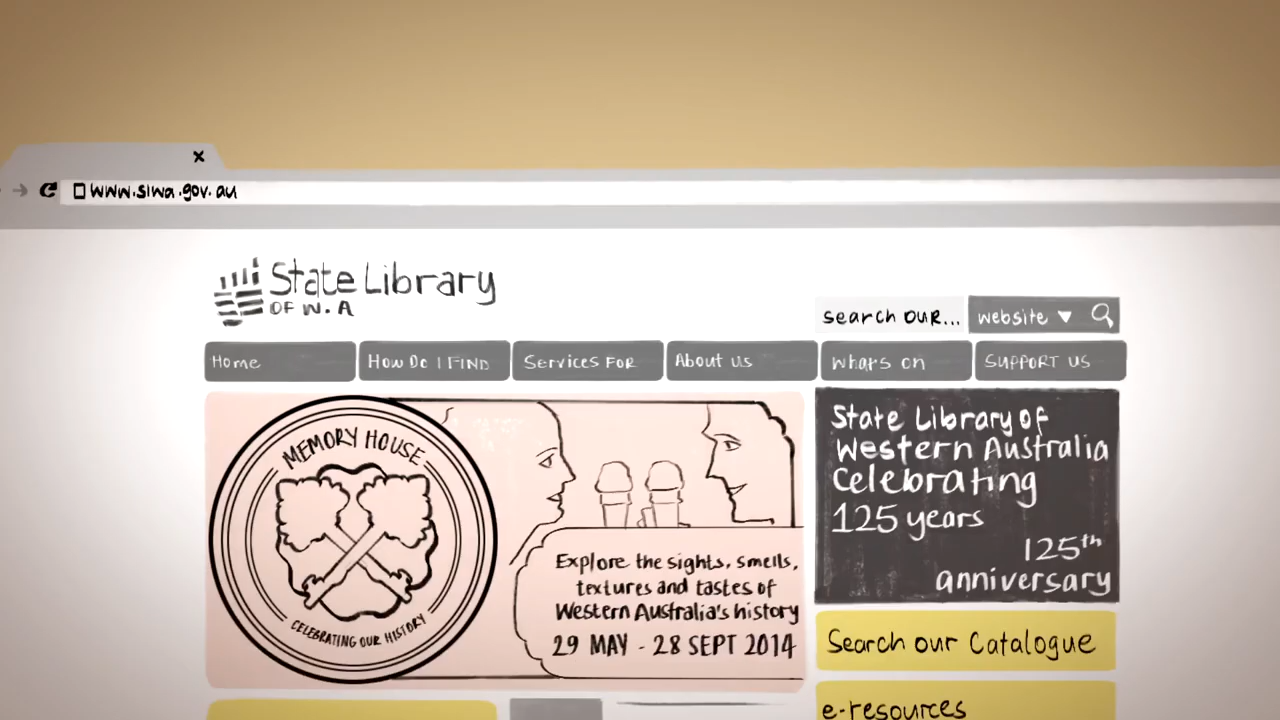 x
www.slwa.gov.au
State Library
OF W.A
search OUR...
website
Home
How Do I FIND
Services FOR
About us
whats on
SUPPORT US
MEMORY HOUSE
CELEBRATING OUR HISTORY
Explore the sights, smells,
textures and tastes of
Western Australia's history
29 MAY - 28 SEPT 2014
State Library of
Western Australia
Celebrating
125 years
125th
anniversary
Search our Catalogue
e-resources